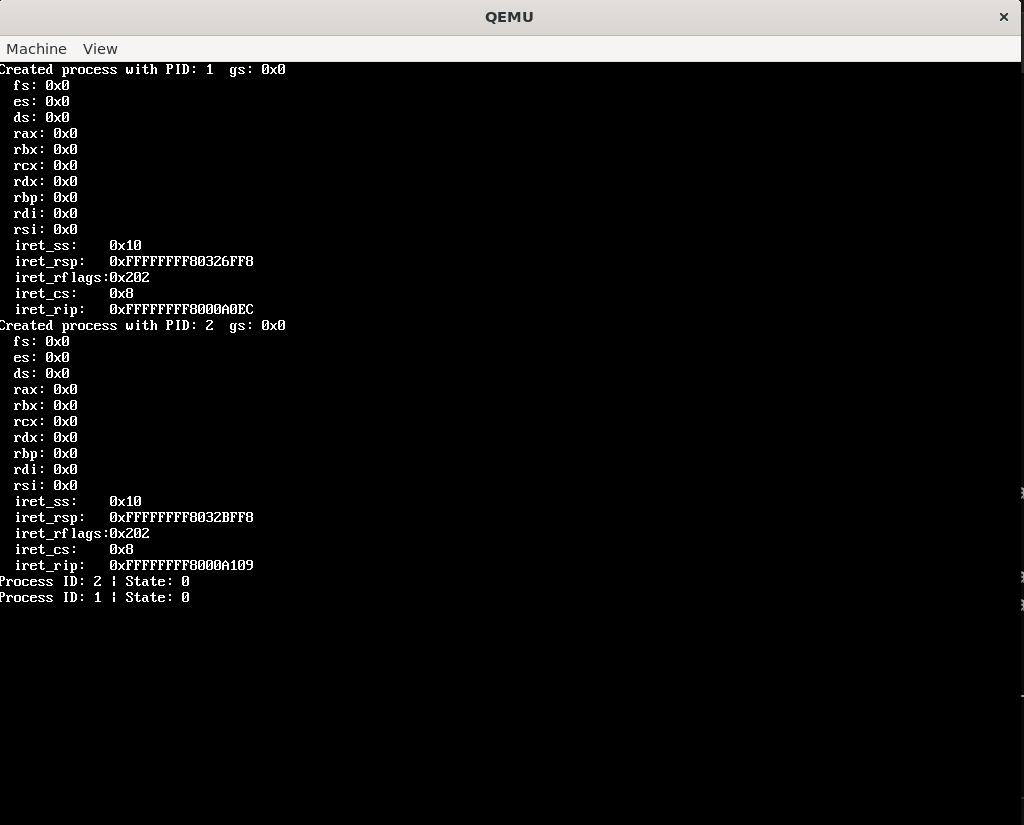 QEMU
Machine View
Created process with PID: 1  gs: 0x0
fs: 0x0
es: 0x0
ds: 0x0
rax: 0x0
rbx: 0x0
rcx: 0x0
rdx: 0x0
rbp: 0x0
rdi: 0x0
rsi: 0x0
iret_ss:    0x10
iret_rsp:   0xFFFFFFFF80326FF8
iret_rflags:0x202
iret_cs:    0x8
iret_rip:   0xFFFFFFFF8000A0EC
Created process with PID: 2  gs: 0x0
fs: 0x0
es: 0x0
ds: 0x0
rax: 0x0
rbx: 0x0
rcx: 0x0
rdx: 0x0
rbp: 0x0
rdi: 0x0
rsi: 0x0
iret_ss:    0x10
iret_rsp:   0xFFFFFFFF8032BFF8
iret_rflags:0x202
iret_cs:    0x8
iret_rip:   0xFFFFFFFF8000A109
Process ID: 2 | State: 0
Process ID: 1 | State: 0